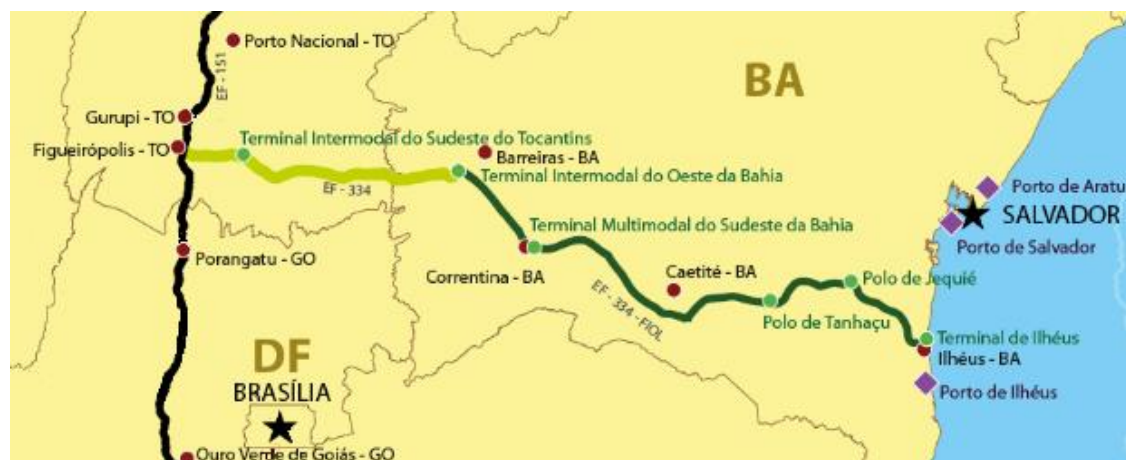 Porto Nacional - TO
EF - 151
BA
Gurupi - TO
Figueirópolis - TO
Terminal Intermodal do Sudeste do Tocantins
Barreiras - BA
EF - 334
Terminal Intermodal do Oeste da Bahia
Porto de Aratu
SALVADOR
Porto de Salvador
Terminal Multimodal do Sudeste da Bahia
Porangatu - GO
Correntina - BA
Caetité - BA
Polo de Jequié
EF - 334 - FIOL
Polo de Tanhaçu
Terminal de Ilhéus
Ilhéus - BA
DF
BRASÍLIA
Porto de Ilhéus
Ouro Verde de Goiás - GO